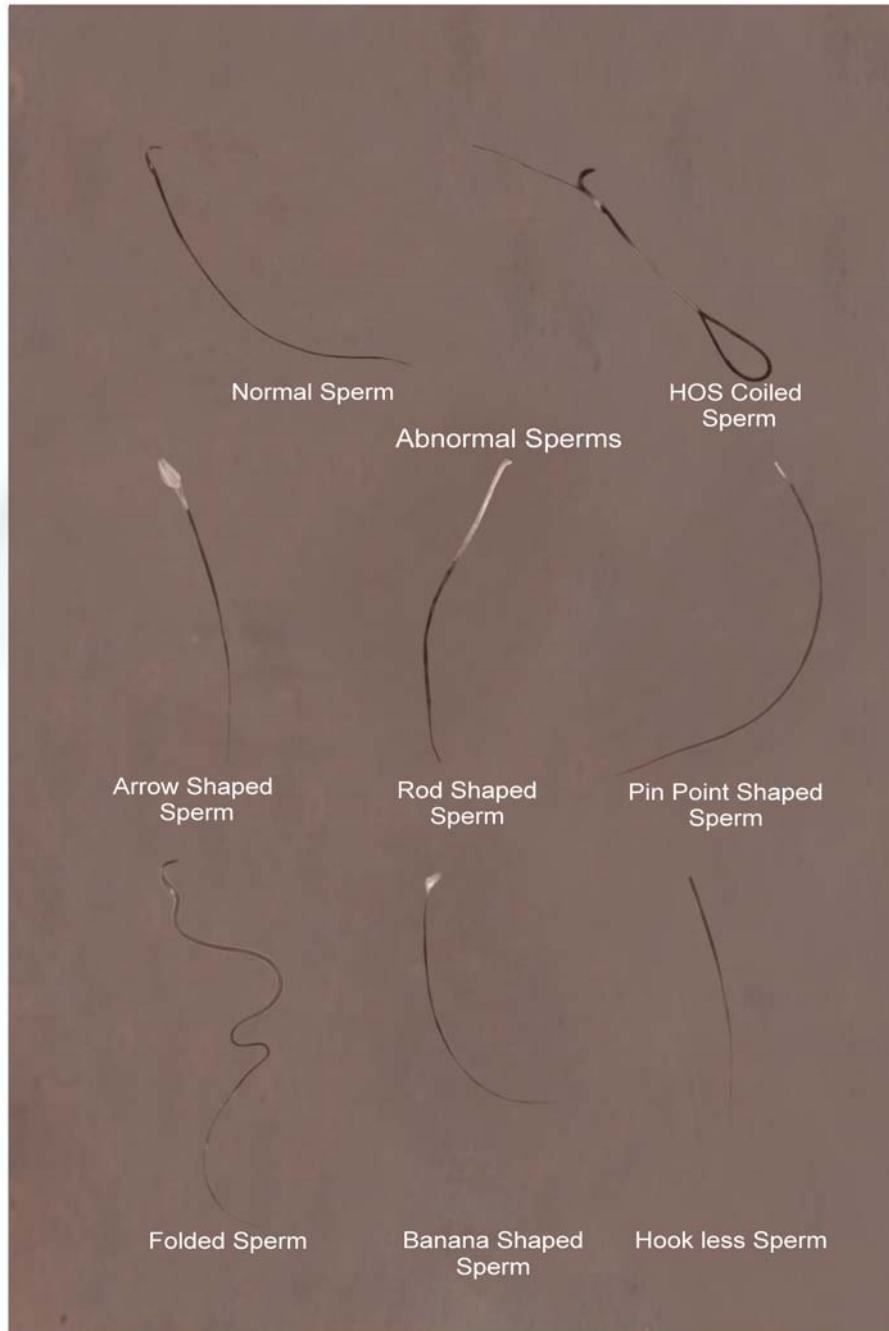 Normal Sperm
HOS Coiled
Sperm
Abnormal Sperms
Arrow Shaped
Sperm
Rod Shaped
Sperm
Pin Point Shaped
Sperm
Folded Sperm
Banana Shaped
Sperm
Hook less Sperm